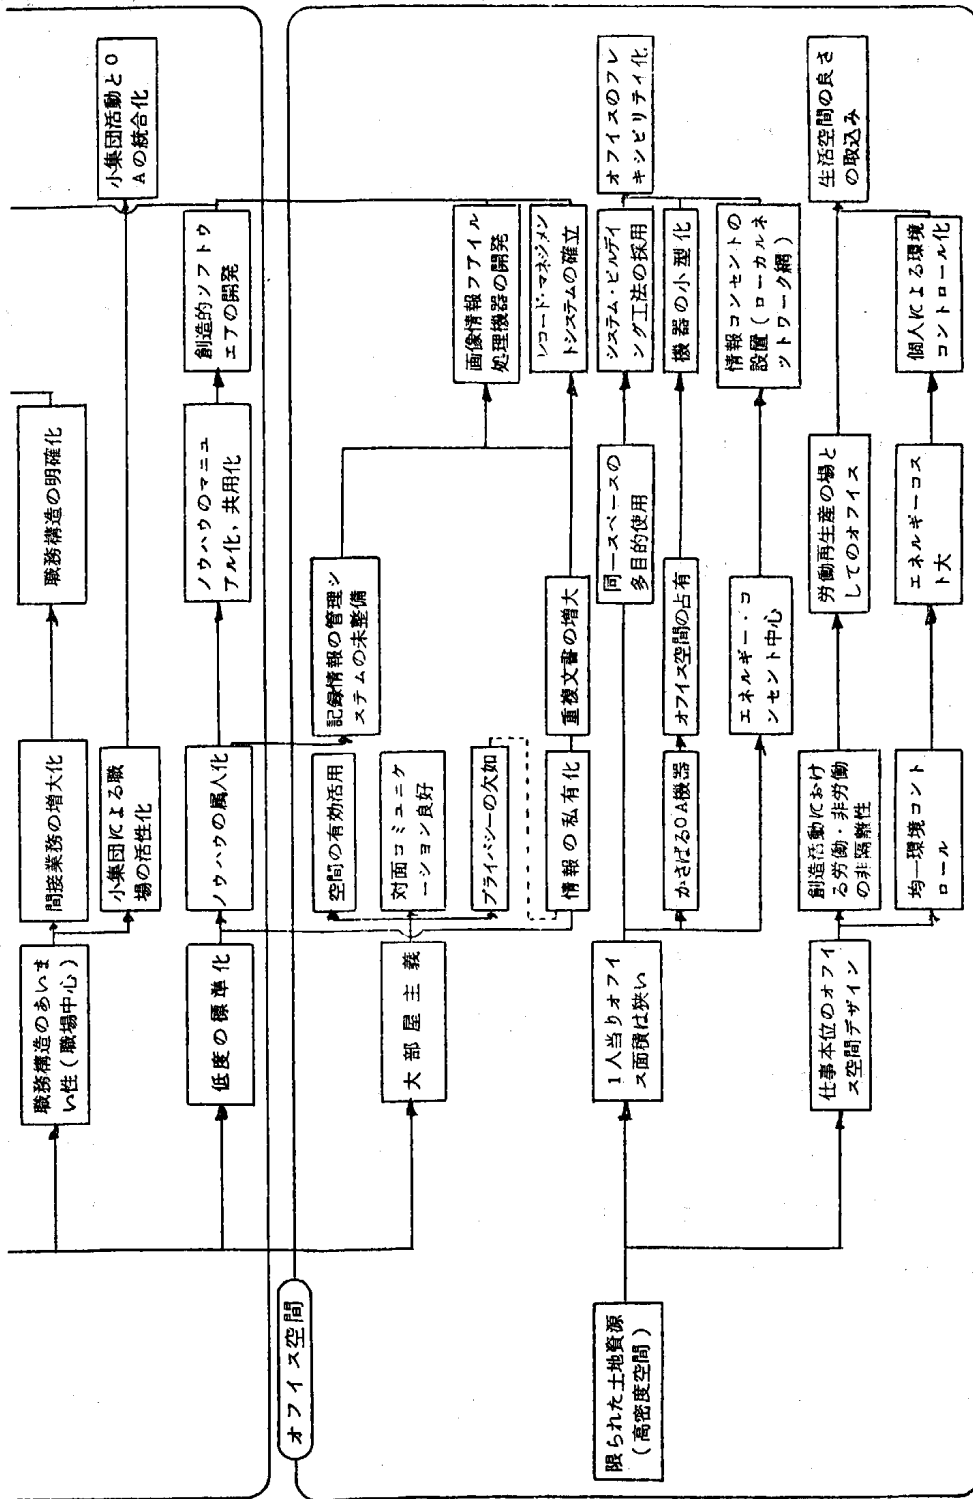 職務構造のあいま
い性(職場中心)
間接業務の増大化
職務構造の明確化
小集団による職
場の活性化
小集団活動とO
Aの統合化
低度の標準化
ノウハウの属人化
ノウハウのマニュ
アル化，共用化
創造的ソフトウ
エアの開発
オフイス空間
大部屋主義
空間の有効活用
対面コミュニケ
ーション良好
プライバシーの欠如
情報の私有化
記録情報の管理シ
ステムの未整備
重複文書の増大
画像情報フアイル
処理機器の開発
レコード・マネジメン
トシステムの確立
限られた土地資源
(高密度空間)
1人当りオフイ
ス面積は狭い
同一スペースの
多目的使用
システム・ビルデイ
ング工法の採用
オフイスのフレ
キシビリテイ化
かさばるOA機器
オフイス空間の占有
機器の小型化
エネルギー・コ
ンセント中心
情報コンセントの
設置(ローカルネ
ットワーク網)
仕事本位のオフイ
ス空間デザイン
創造活動におけ
る労働・非労働
の非隔離性
労働再生産の場と
してのオフイス
生活空間の良さ
の取込み
均一環境コント
ロール
エネルギーコス
ト大
個人による環境
コントロール化